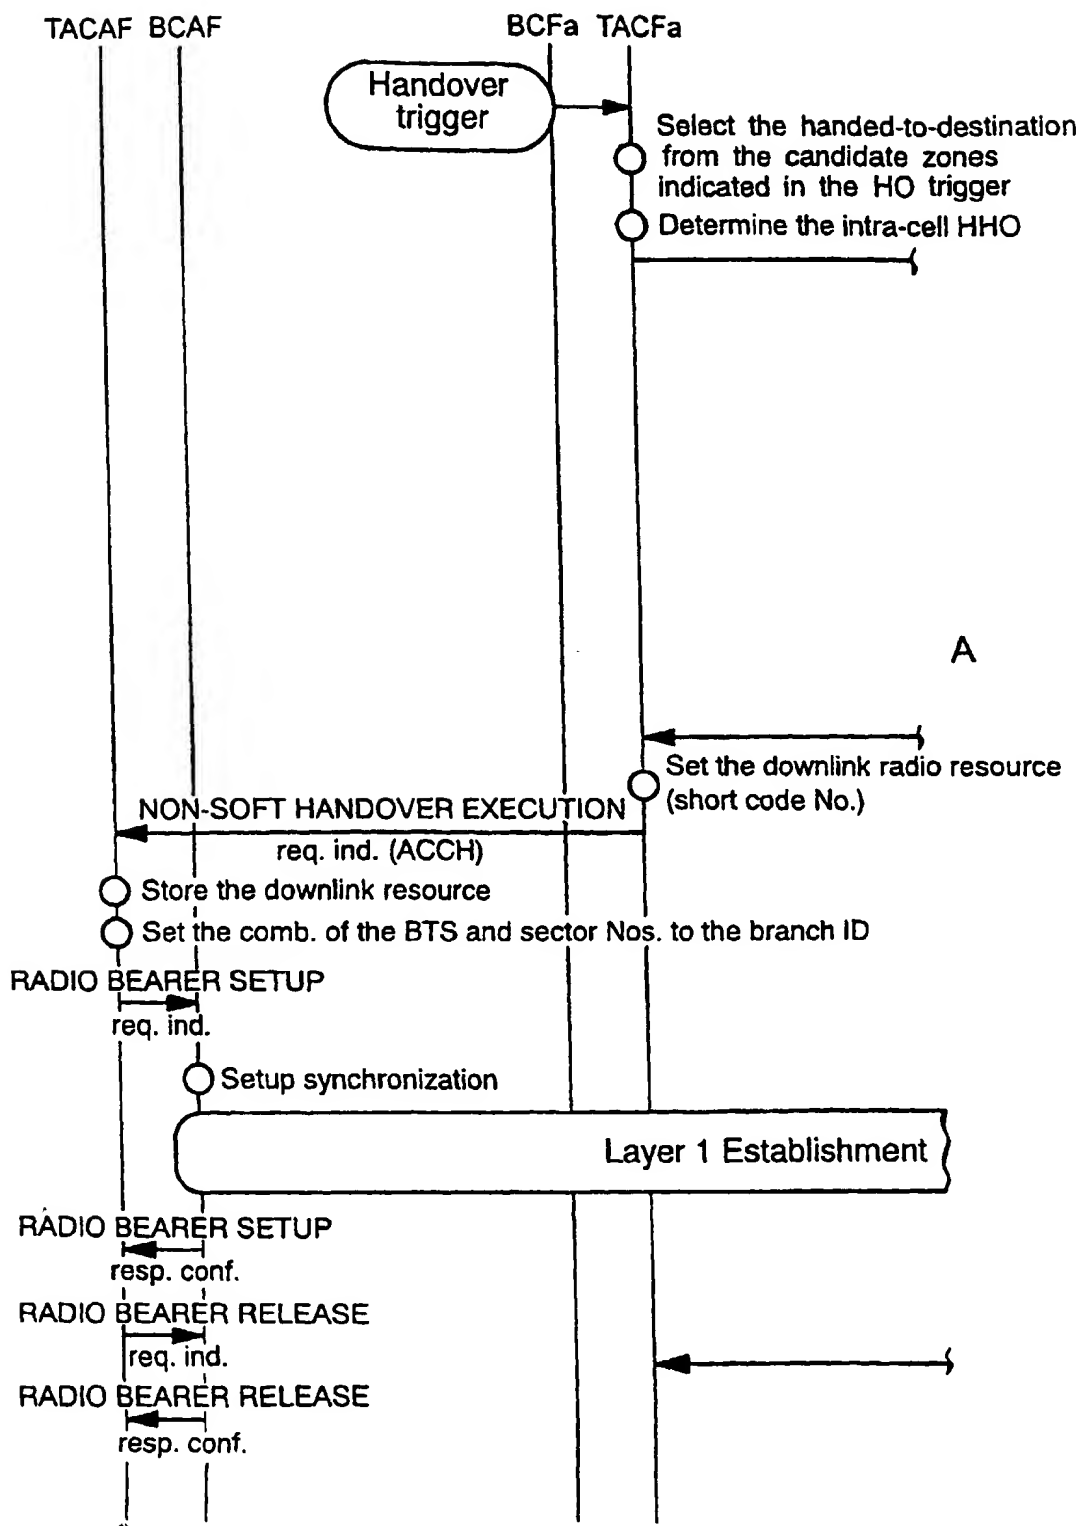 TACAF BCAF BCFa TACFa
Handover
trigger
Select the handed-to-destination
from the candidate zones
indicated in the HO trigger
Determine the intra-cell HHO
A
Set the downlink radio resource
(short code No.)
NON-SOFT HANDOVER EXECUTION
req. ind. (ACCH)
Store the downlink resource
Set the comb. of the BTS and sector Nos. to the branch ID
RADIO BEARER SETUP
req. ind.
Setup synchronization
Layer 1 Establishment
RADIO BEARER SETUP
resp. conf.
RADIO BEARER RELEASE
req. ind.
RADIO BEARER RELEASE
resp. conf.